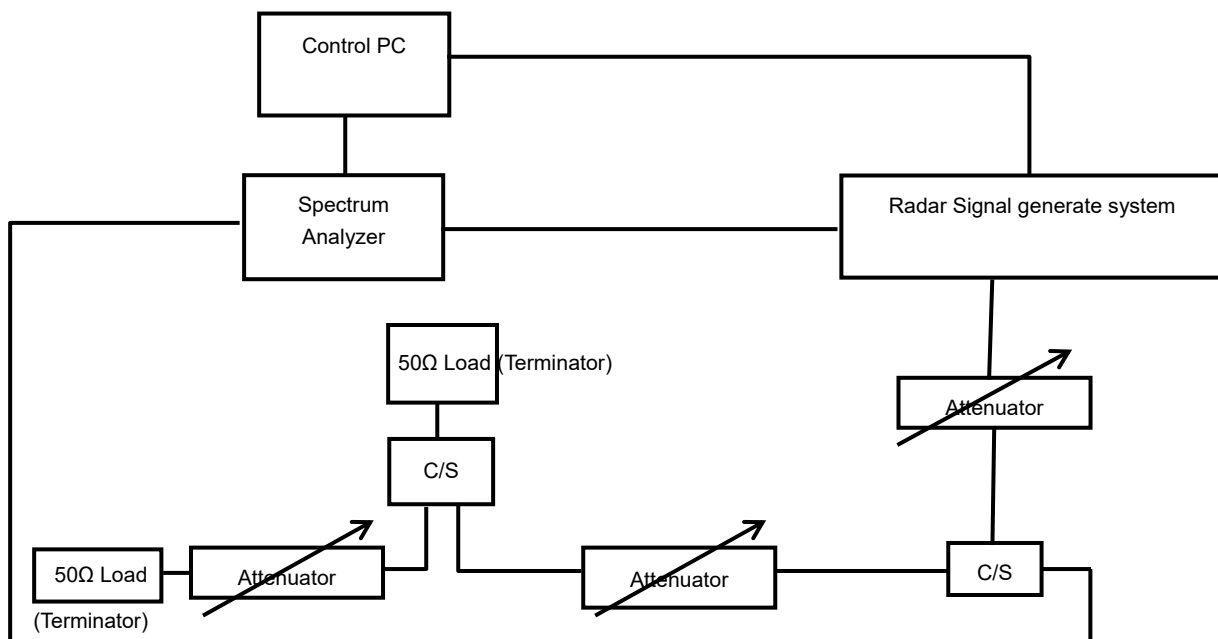 Control PC
Spectrum
Analyzer
Radar Signal generate system
50Ω Load (Terminator)
Attenuator
C/S
50Ω Load
(Terminator)
Attenuator
Attenuator
C/S